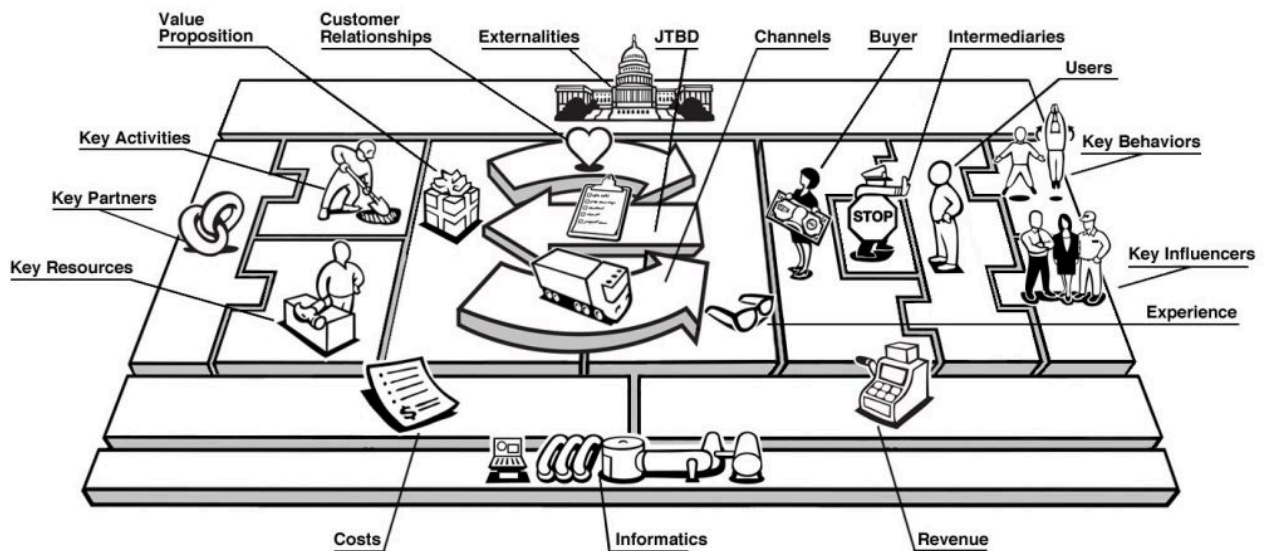 Value
Proposition
Customer
Relationships
Externalities
JTBD
Channels
Buyer
Intermediaries
Users
Key Activities
Key Behaviors
Key Partners
STOP
Key Resources
Key Influencers
Experience
$
Costs
Informatics
Revenue